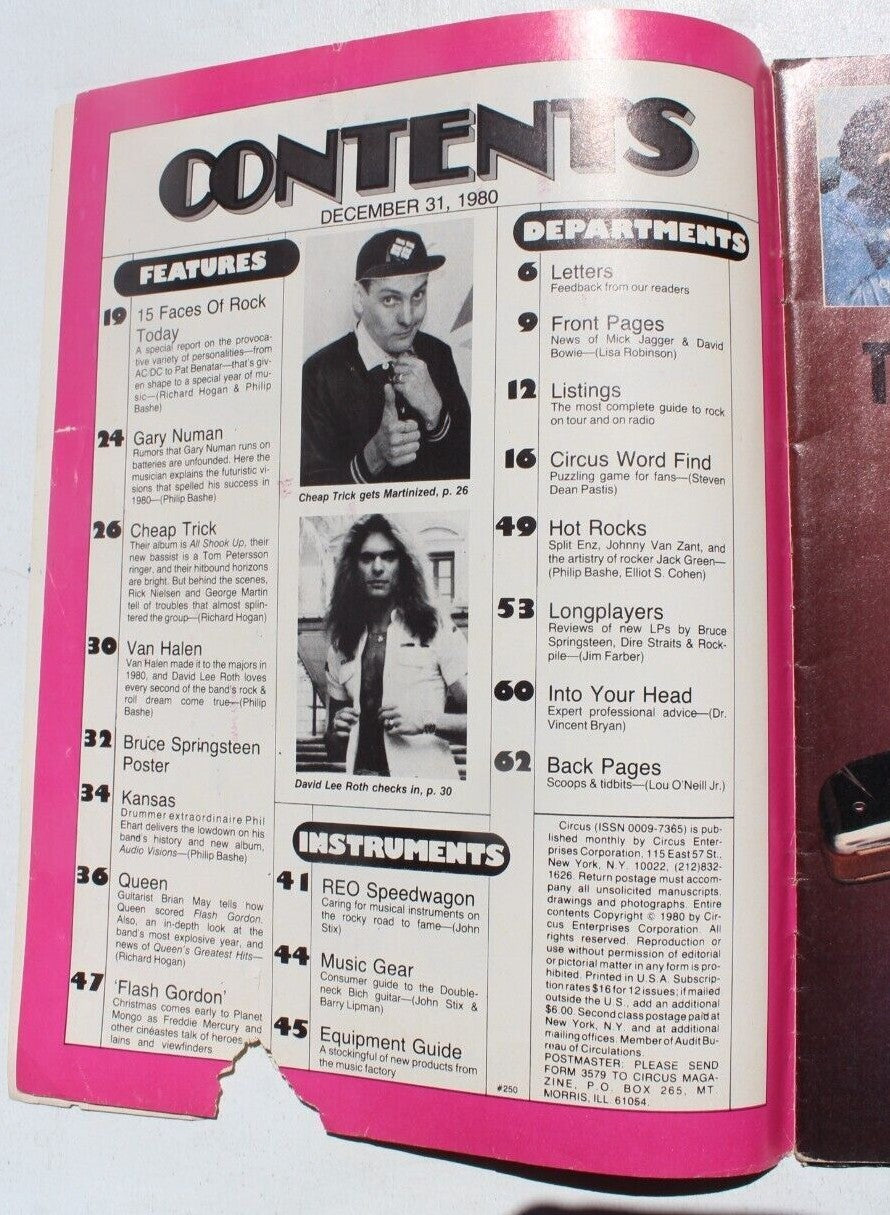 CONTENTS
DECEMBER 31, 1980
FEATURES
19 15 Faces Of Rock
Today
A special report on the provoca-
tive variety of personalities—from
AC/DC to Pat Benatar—that's giv-
en shape to a special year of mu-
sic—(Richard Hogan & Philip
Bashe)
24 Gary Numan
Rumors that Gary Numan runs on
batteries are unfounded. Here the
musician explains the futuristic vi-
sions that spelled his success in
1980—(Philip Bashe)
26 Cheap Trick
Their album is All Shook Up, their
new bassist is a Tom Petersson
ringer, and their hitbound horizons
are bright. But behind the scenes,
Rick Nielsen and George Martin
tell of troubles that almost splin-
tered the group—(Richard Hogan)
30 Van Halen
Van Halen made it to the majors in
1980, and David Lee Roth loves
every second of the band's rock &
roll dream come true—(Philip
Bashe)
32 Bruce Springsteen
Poster
34 Kansas
Drummer extraordinaire Phil
Ehart delivers the lowdown on his
band's history and new album,
Audio Visions—(Philip Bashe)
36 Queen
Guitarist Brian May tells how
Queen scored Flash Gordon.
Also, an in-depth look at the
band's most explosive year, and
news of Queen's Greatest Hits—
(Richard Hogan)
47 'Flash Gordon'
Christmas comes early to Planet
Mongo as Freddie Mercury and
other cinéastes talk of heroes,
lains and viewfinders
Cheap Trick gets Martinized, p. 26
David Lee Roth checks in, p. 30
INSTRUMENTS
41 REO Speedwagon
Caring for musical instruments on
the rocky road to fame—(John
Stix)
44 Music Gear
Consumer guide to the Double-
neck Bich guitar—(John Stix &
Barry Lipman)
45 Equipment Guide
A stockingful of new products from
the music factory
#250
DEPARTMENTS
6 Letters
Feedback from our readers
9 Front Pages
News of Mick Jagger & David
Bowie—(Lisa Robinson)
12 Listings
The most complete guide to rock
on tour and on radio
16 Circus Word Find
Puzzling game for fans—(Steven
Dean Pastis)
49 Hot Rocks
Split Enz, Johnny Van Zant, and
the artistry of rocker Jack Green—
(Philip Bashe, Elliot S. Cohen)
53 Longplayers
Reviews of new LPs by Bruce
Springsteen, Dire Straits & Rock-
pile—(Jim Farber)
60 Into Your Head
Expert professional advice—(Dr.
Vincent Bryan)
62 Back Pages
Scoops & tidbits—(Lou O'Neill Jr.)
Circus (ISSN 0009-7365) is pub-
lished monthly by Circus Enter-
prises Corporation, 115 East 57 St.,
New York, N.Y. 10022, (212)832-
1626. Return postage must accom-
pany all unsolicited manuscripts,
drawings and photographs. Entire
contents Copyright © 1980 by Cir-
cus Enterprises Corporation. All
rights reserved. Reproduction or
use without permission of editorial
or pictorial matter in any form is pro-
hibited. Printed in U.S.A. Subscrip-
tion rates $16 for 12 issues; if mailed
outside the U.S., add an additional
$6.00. Second class postage paid at
New York, N.Y. and at additional
mailing offices. Member of Audit Bu-
reau of Circulations.
POSTMASTER: PLEASE SEND
FORM 3579 TO CIRCUS MAGA-
ZINE, P.O. BOX 265, MT.
MORRIS, ILL. 61054.